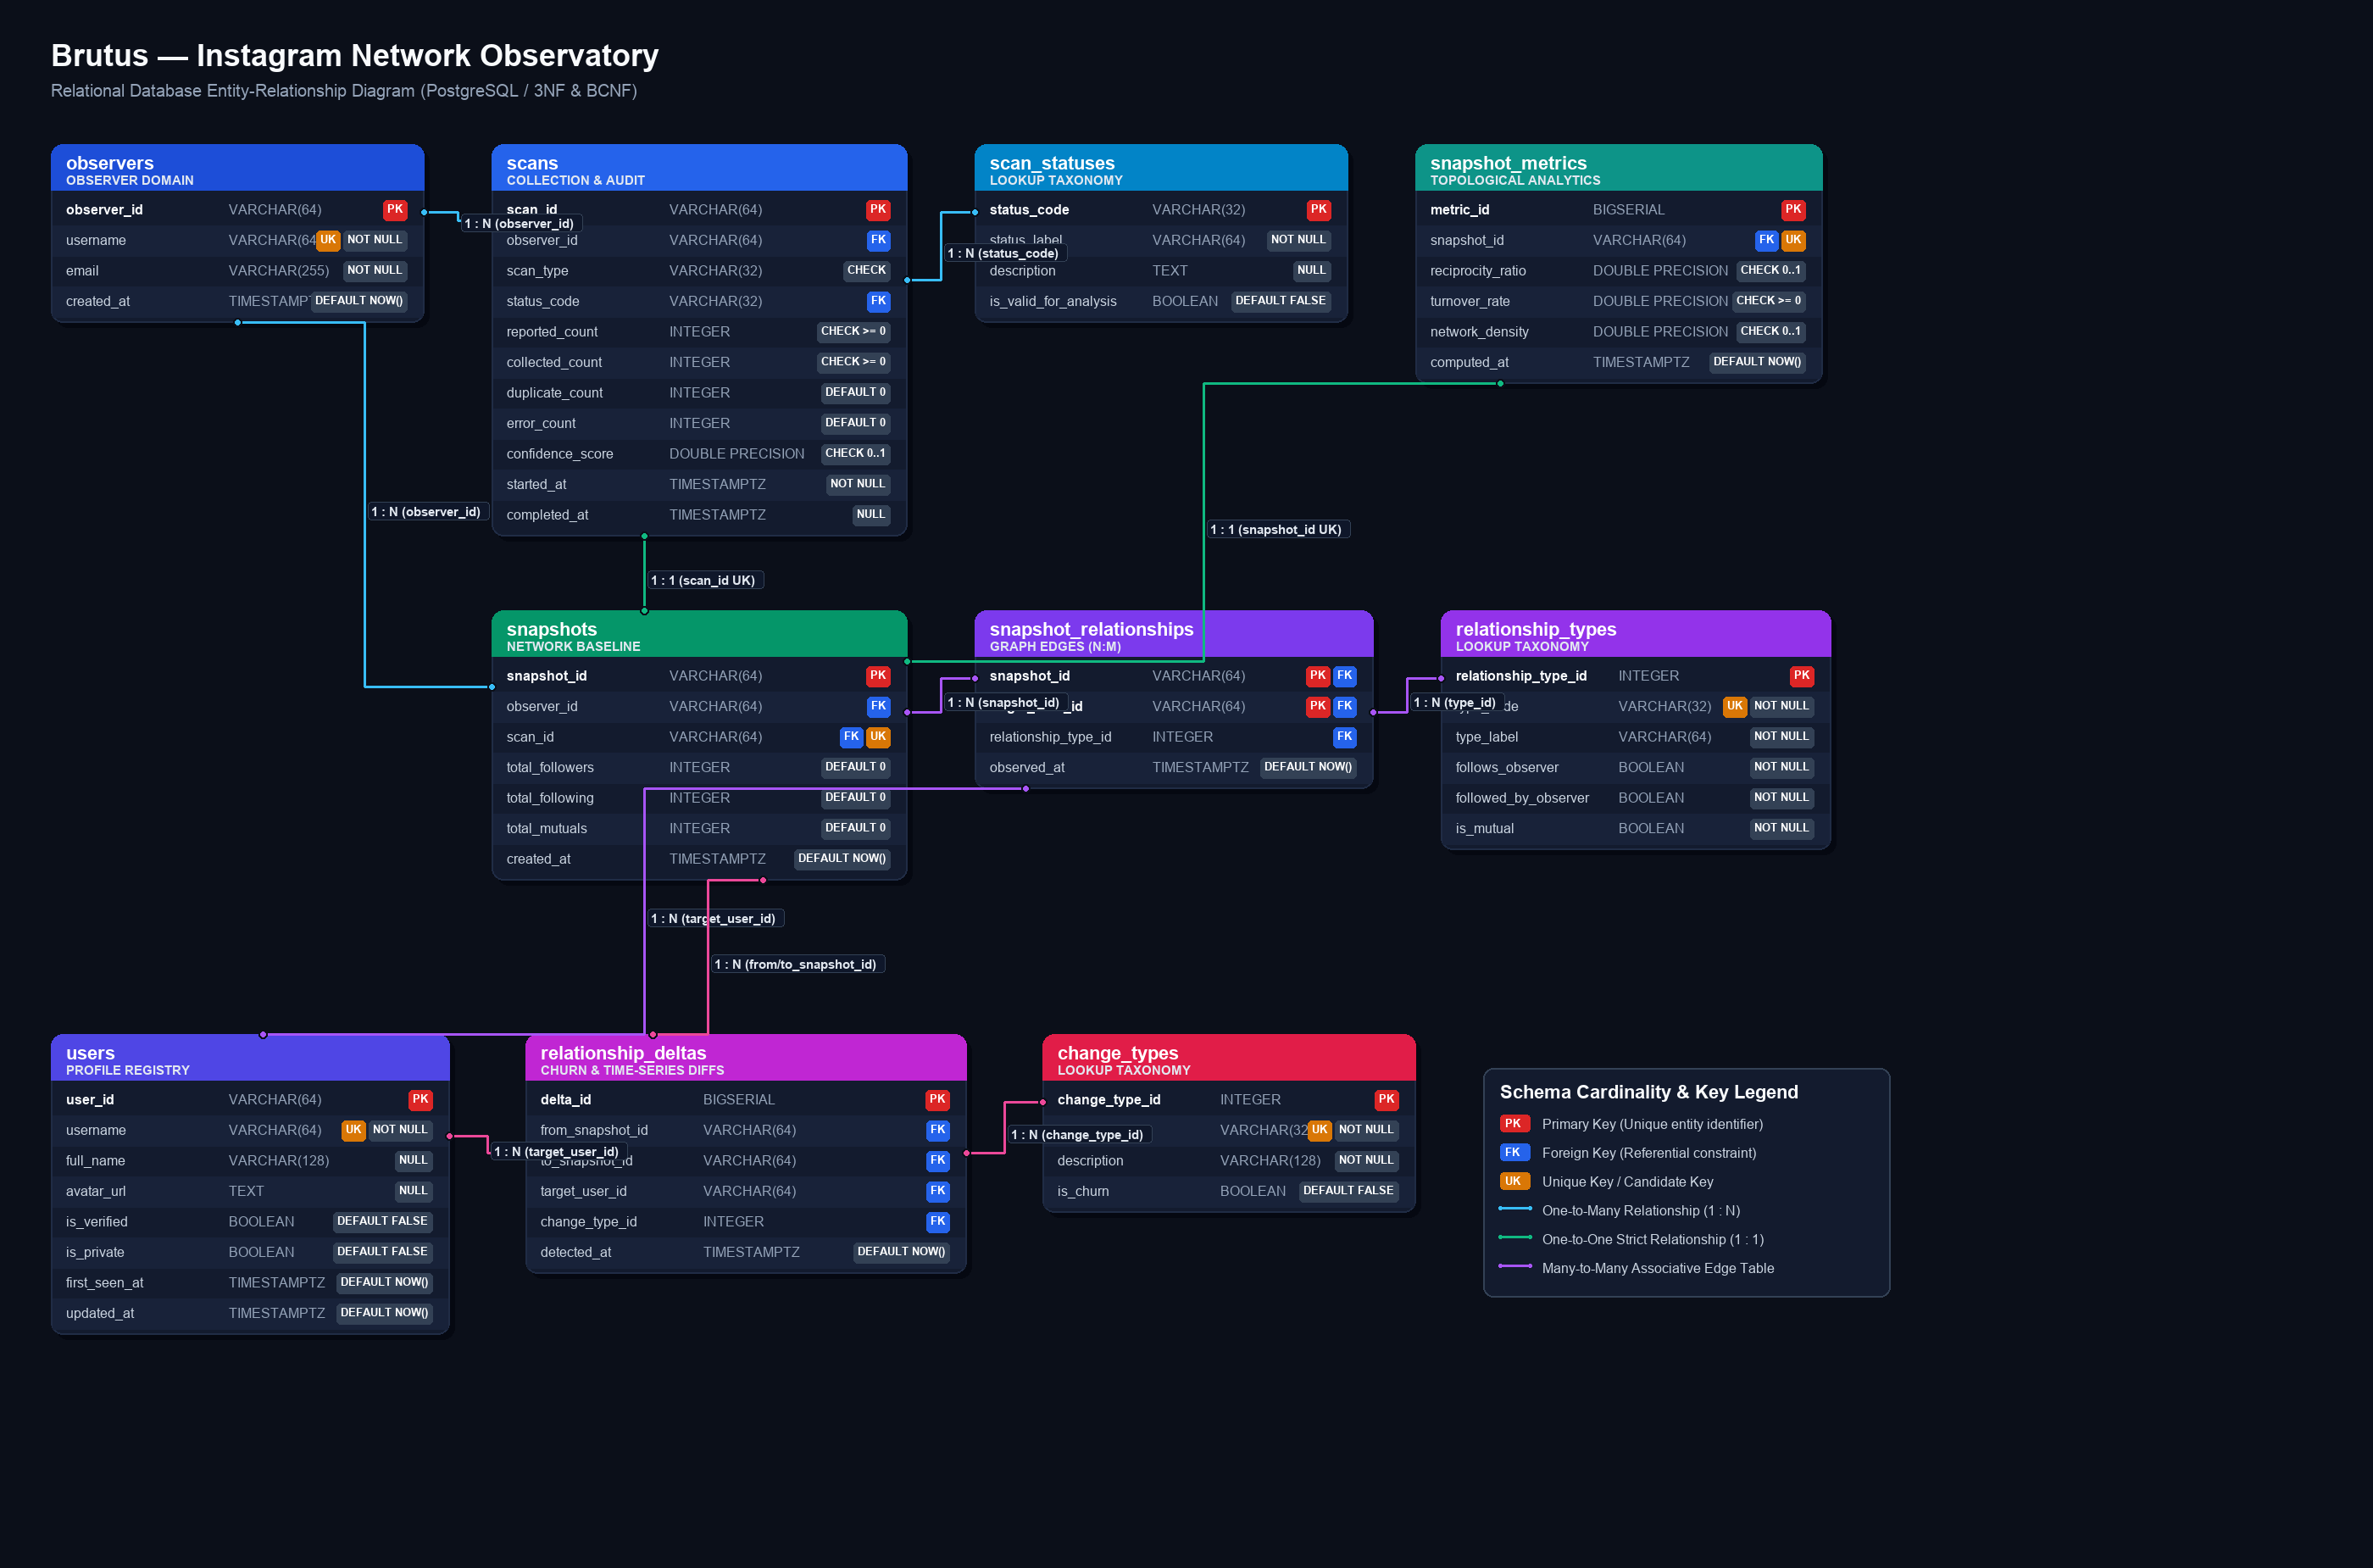 Brutus — Instagram Network Observatory
Relational Database Entity-Relationship Diagram (PostgreSQL / 3NF & BCNF)
observers
OBSERVER DOMAIN
observer_id VARCHAR(64) PK
username VARCHAR(64 UK NOT NULL
email VARCHAR(255) NOT NULL
created_at TIMESTAMPT DEFAULT NOW()
1 : N (observer_id)
1 : N (observer_id)
scans
COLLECTION & AUDIT
scan_id VARCHAR(64) PK
observer_id VARCHAR(64) FK
scan_type VARCHAR(32) CHECK
status_code VARCHAR(32) FK
reported_count INTEGER CHECK >= 0
collected_count INTEGER CHECK >= 0
duplicate_count INTEGER DEFAULT 0
error_count INTEGER DEFAULT 0
confidence_score DOUBLE PRECISION CHECK 0..1
started_at TIMESTAMPTZ NOT NULL
completed_at TIMESTAMPTZ NULL
1 : N (status_code)
1 : 1 (scan_id UK)
scan_statuses
LOOKUP TAXONOMY
status_code VARCHAR(32) PK
status_label VARCHAR(64) NOT NULL
description TEXT NULL
is_valid_for_analysis BOOLEAN DEFAULT FALSE
snapshot_metrics
TOPOLOGICAL ANALYTICS
metric_id BIGSERIAL PK
snapshot_id VARCHAR(64) FK UK
reciprocity_ratio DOUBLE PRECISION CHECK 0..1
turnover_rate DOUBLE PRECISION CHECK >= 0
network_density DOUBLE PRECISION CHECK 0..1
computed_at TIMESTAMPTZ DEFAULT NOW()
1 : 1 (snapshot_id UK)
snapshots
NETWORK BASELINE
snapshot_id VARCHAR(64) PK
observer_id VARCHAR(64) FK
scan_id VARCHAR(64) FK UK
total_followers INTEGER DEFAULT 0
total_following INTEGER DEFAULT 0
total_mutuals INTEGER DEFAULT 0
created_at TIMESTAMPTZ DEFAULT NOW()
1 : N (snapshot_id)
snapshot_relationships
GRAPH EDGES (N:M)
snapshot_id VARCHAR(64) PK FK
VARCHAR(64) PK FK
relationship_type_id INTEGER FK
observed_at TIMESTAMPTZ DEFAULT NOW()
1 : N (type_id)
relationship_types
LOOKUP TAXONOMY
relationship_type_id INTEGER PK
VARCHAR(32) UK NOT NULL
type_label VARCHAR(64) NOT NULL
follows_observer BOOLEAN NOT NULL
followed_by_observer BOOLEAN NOT NULL
is_mutual BOOLEAN NOT NULL
1 : N (target_user_id)
1 : N (from/to_snapshot_id)
users
PROFILE REGISTRY
user_id VARCHAR(64) PK
username VARCHAR(64) UK NOT NULL
full_name VARCHAR(128) NULL
avatar_url TEXT NULL
is_verified BOOLEAN DEFAULT FALSE
is_private BOOLEAN DEFAULT FALSE
first_seen_at TIMESTAMPTZ DEFAULT NOW()
updated_at TIMESTAMPTZ DEFAULT NOW()
1 : N (target_user_id)
relationship_deltas
CHURN & TIME-SERIES DIFFS
delta_id BIGSERIAL PK
from_snapshot_id VARCHAR(64) FK
to_snapshot_id VARCHAR(64) FK
target_user_id VARCHAR(64) FK
change_type_id INTEGER FK
detected_at TIMESTAMPTZ DEFAULT NOW()
1 : N (change_type_id)
change_types
LOOKUP TAXONOMY
change_type_id INTEGER PK
VARCHAR(32 UK NOT NULL
description VARCHAR(128) NOT NULL
is_churn BOOLEAN DEFAULT FALSE
Schema Cardinality & Key Legend
PK Primary Key (Unique entity identifier)
FK Foreign Key (Referential constraint)
UK Unique Key / Candidate Key
One-to-Many Relationship (1 : N)
One-to-One Strict Relationship (1 : 1)
Many-to-Many Associative Edge Table